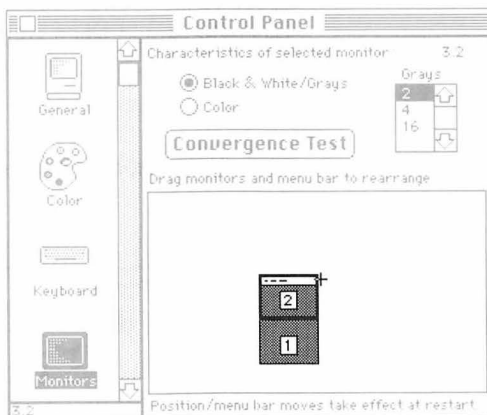 Control Panel
Characteristics of selected monitor 3.2
Black & White/Grays
Color
Grays
2
4
16
Convergence Test
Drag monitors and menu bar to rearrange
General
Color
Keyboard
Monitors
2
1
3.2
Position/menu bar moves take effect at restart